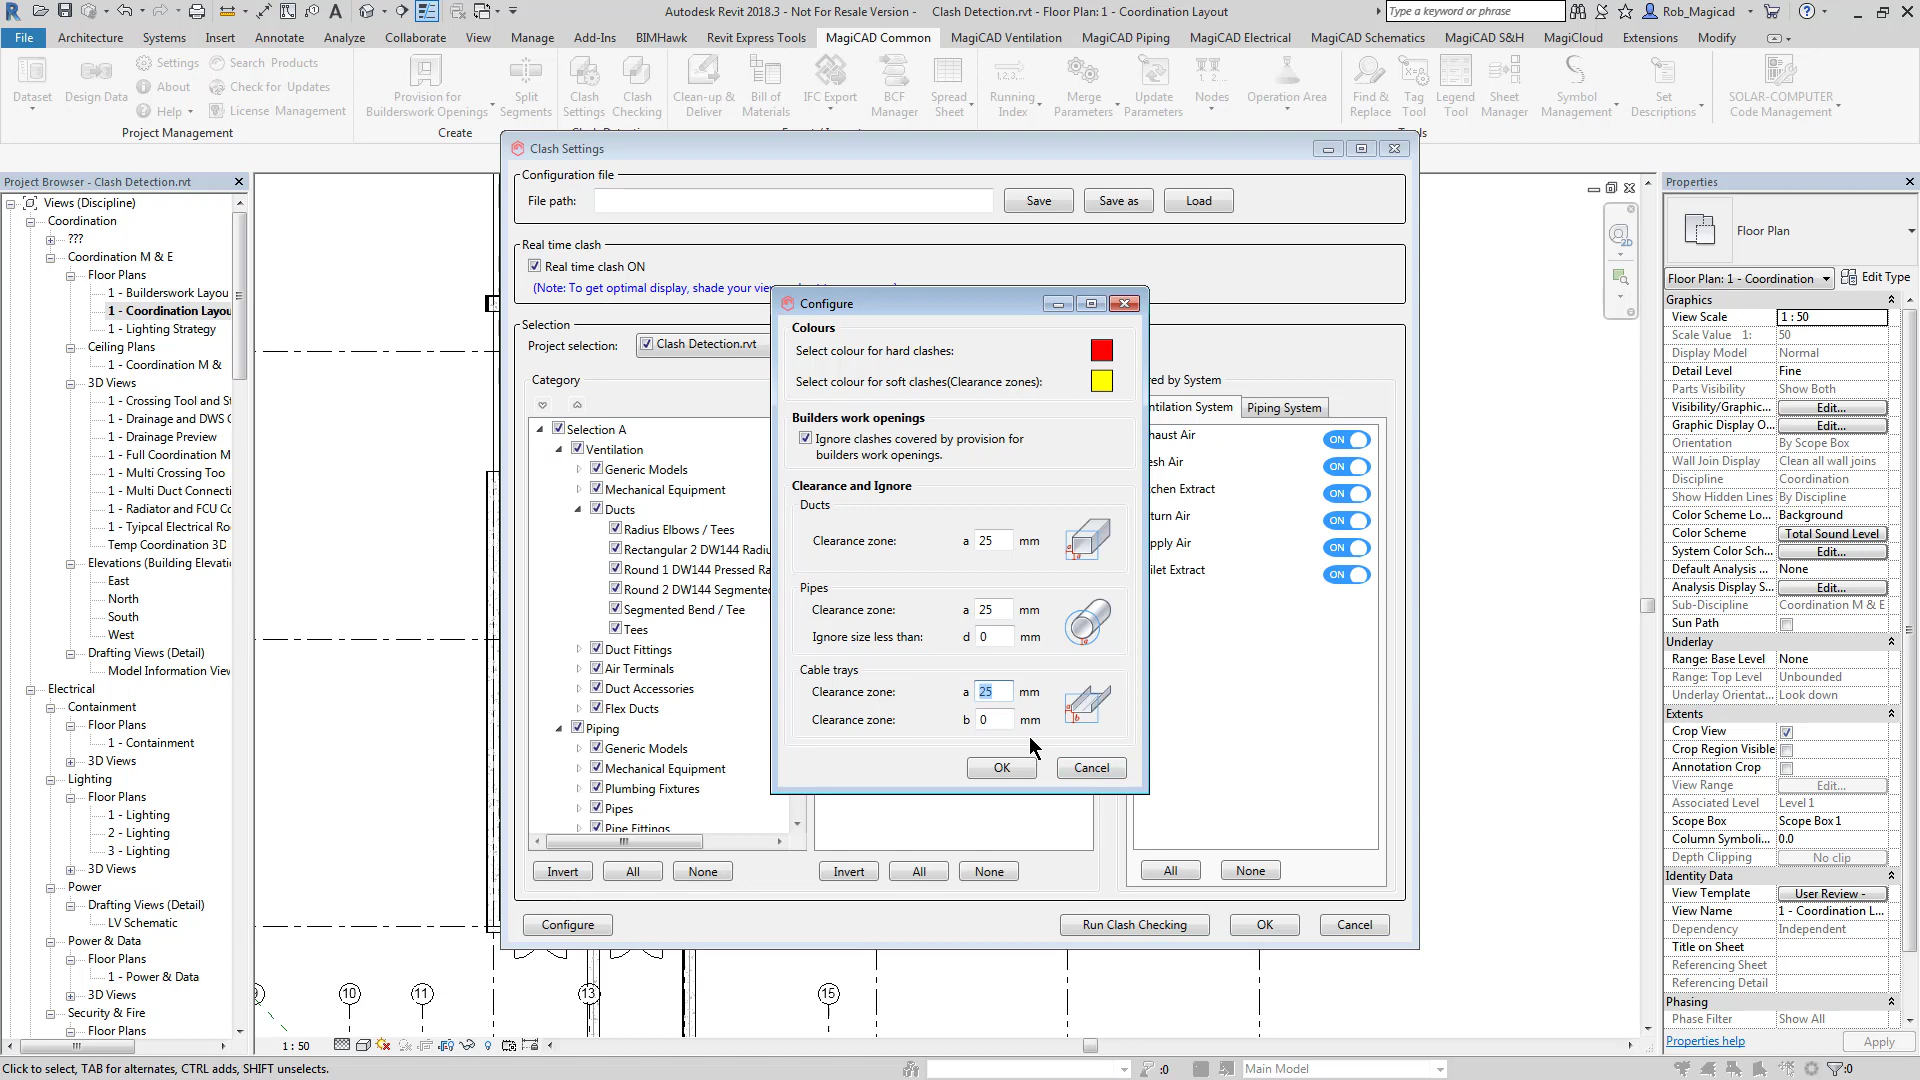 Autodesk Revit 2018.3 - Not For Resale Version - Clash Detection.rvt - Floor Plan: 1 - Coordination Layout
Type a keyword or phrase
Rob_Magicad
File Architecture Systems Insert Annotate Analyze Collaborate View Manage Add-Ins BIMHawk Revit Express Tools MagiCAD Common MagiCAD Ventilation MagiCAD Piping MagiCAD Electrical MagiCAD Schematics MagiCAD S&H MagiCloud Extensions Modify
Dataset
Design Data
Settings
About
Help
Search Products
Check for Updates
License Management
Project Management
Provision for
Builderswork Openings
Split
Segments
Create
Clash
Settings
Clash
Checking
Clean-up &
Deliver
Bill of
Materials
IFC Export
BCF
Manager
Spread
Sheet
Running
Index
Merge
Parameters
Update
Parameters
Nodes
Operation Area
Find &
Replace
Tag
Tool
Legend
Tool
Sheet
Manager
Symbol
Management
Set
Descriptions
SOLAR-COMPUTER
Code Management
Project Browser - Clash Detection.rvt
Views (Discipline)
Coordination
???
Coordination M & E
Floor Plans
1 - Builderswork Layou
1 - Coordination Layou
1 - Lighting Strategy
Ceiling Plans
1 - Coordination M &
3D Views
1 - Crossing Tool and St
1 - Drainage and DWS C
1 - Drainage Preview
1 - Full Coordination M
1 - Multi Crossing Too
1 - Multi Duct Connecti
1 - Radiator and FCU Co
1 - Tyipcal Electrical Ro
Temp Coordination 3D
Elevations (Building Elevatio
East
North
South
West
Drafting Views (Detail)
Model Information View
Electrical
Containment
Floor Plans
1 - Containment
3D Views
Lighting
Floor Plans
1 - Lighting
2 - Lighting
3 - Lighting
3D Views
Power
Drafting Views (Detail)
LV Schematic
Power & Data
Floor Plans
1 - Power & Data
3D Views
Security & Fire
Floor Plans
Clash Settings
Configuration file
File path:
Save
Save as
Load
Real time clash
Real time clash ON
(Note: To get optimal display, shade your view
Selection
Project selection:
Clash Detection.rvt
Category
Selection A
Ventilation
Generic Models
Mechanical Equipment
Ducts
Radius Elbows / Tees
Rectangular 2 DW144 Radiu
Round 1 DW144 Pressed Ra
Round 2 DW144 Segmented
Segmented Bend / Tee
Tees
Duct Fittings
Air Terminals
Duct Accessories
Flex Ducts
Piping
Generic Models
Mechanical Equipment
Plumbing Fixtures
Pipes
Pipe Fittings
Invert All None
Invert All None
ed by System
ntilation System
Piping System
haust Air ON
esh Air ON
tchen Extract ON
turn Air ON
pply Air ON
ilet Extract ON
All None
Configure
Run Clash Checking
OK
Cancel
Configure
Colours
Select colour for hard clashes:
Select colour for soft clashes(Clearance zones):
Builders work openings
Ignore clashes covered by provision for
builders work openings.
Clearance and Ignore
Ducts
Clearance zone: a 25 mm
Pipes
Clearance zone: a 25 mm
Ignore size less than: d 0 mm
Cable trays
Clearance zone: a 25 mm
Clearance zone: b 0 mm
OK
Cancel
10
11
13
15
2D
Properties
Floor Plan
Floor Plan: 1 - Coordination
Edit Type
Graphics
View Scale 1 : 50
Scale Value 1: 50
Display Model Normal
Detail Level Fine
Parts Visibility Show Both
Visibility/Graphic... Edit...
Graphic Display O... Edit...
Orientation By Scope Box
Wall Join Display Clean all wall joins
Discipline Coordination
Show Hidden Lines By Discipline
Color Scheme Lo... Background
Color Scheme Total Sound Level
System Color Sch... Edit...
Default Analysis ... None
Analysis Display S... Edit...
Sub-Discipline Coordination M & E
Sun Path
Underlay
Range: Base Level None
Range: Top Level Unbounded
Underlay Orientat... Look down
Extents
Crop View
Crop Region Visible
Annotation Crop
View Range Edit...
Associated Level Level 1
Scope Box Scope Box 1
Column Symboli... 0.0
Depth Clipping No clip
Identity Data
View Template User Review -
View Name 1 - Coordination L...
Dependency Independent
Title on Sheet
Referencing Sheet
Referencing Detail
Phasing
Phase Filter Show All
Properties help
Apply
1 : 50
Click to select, TAB for alternates, CTRL adds, SHIFT unselects.
:0
Main Model
:0